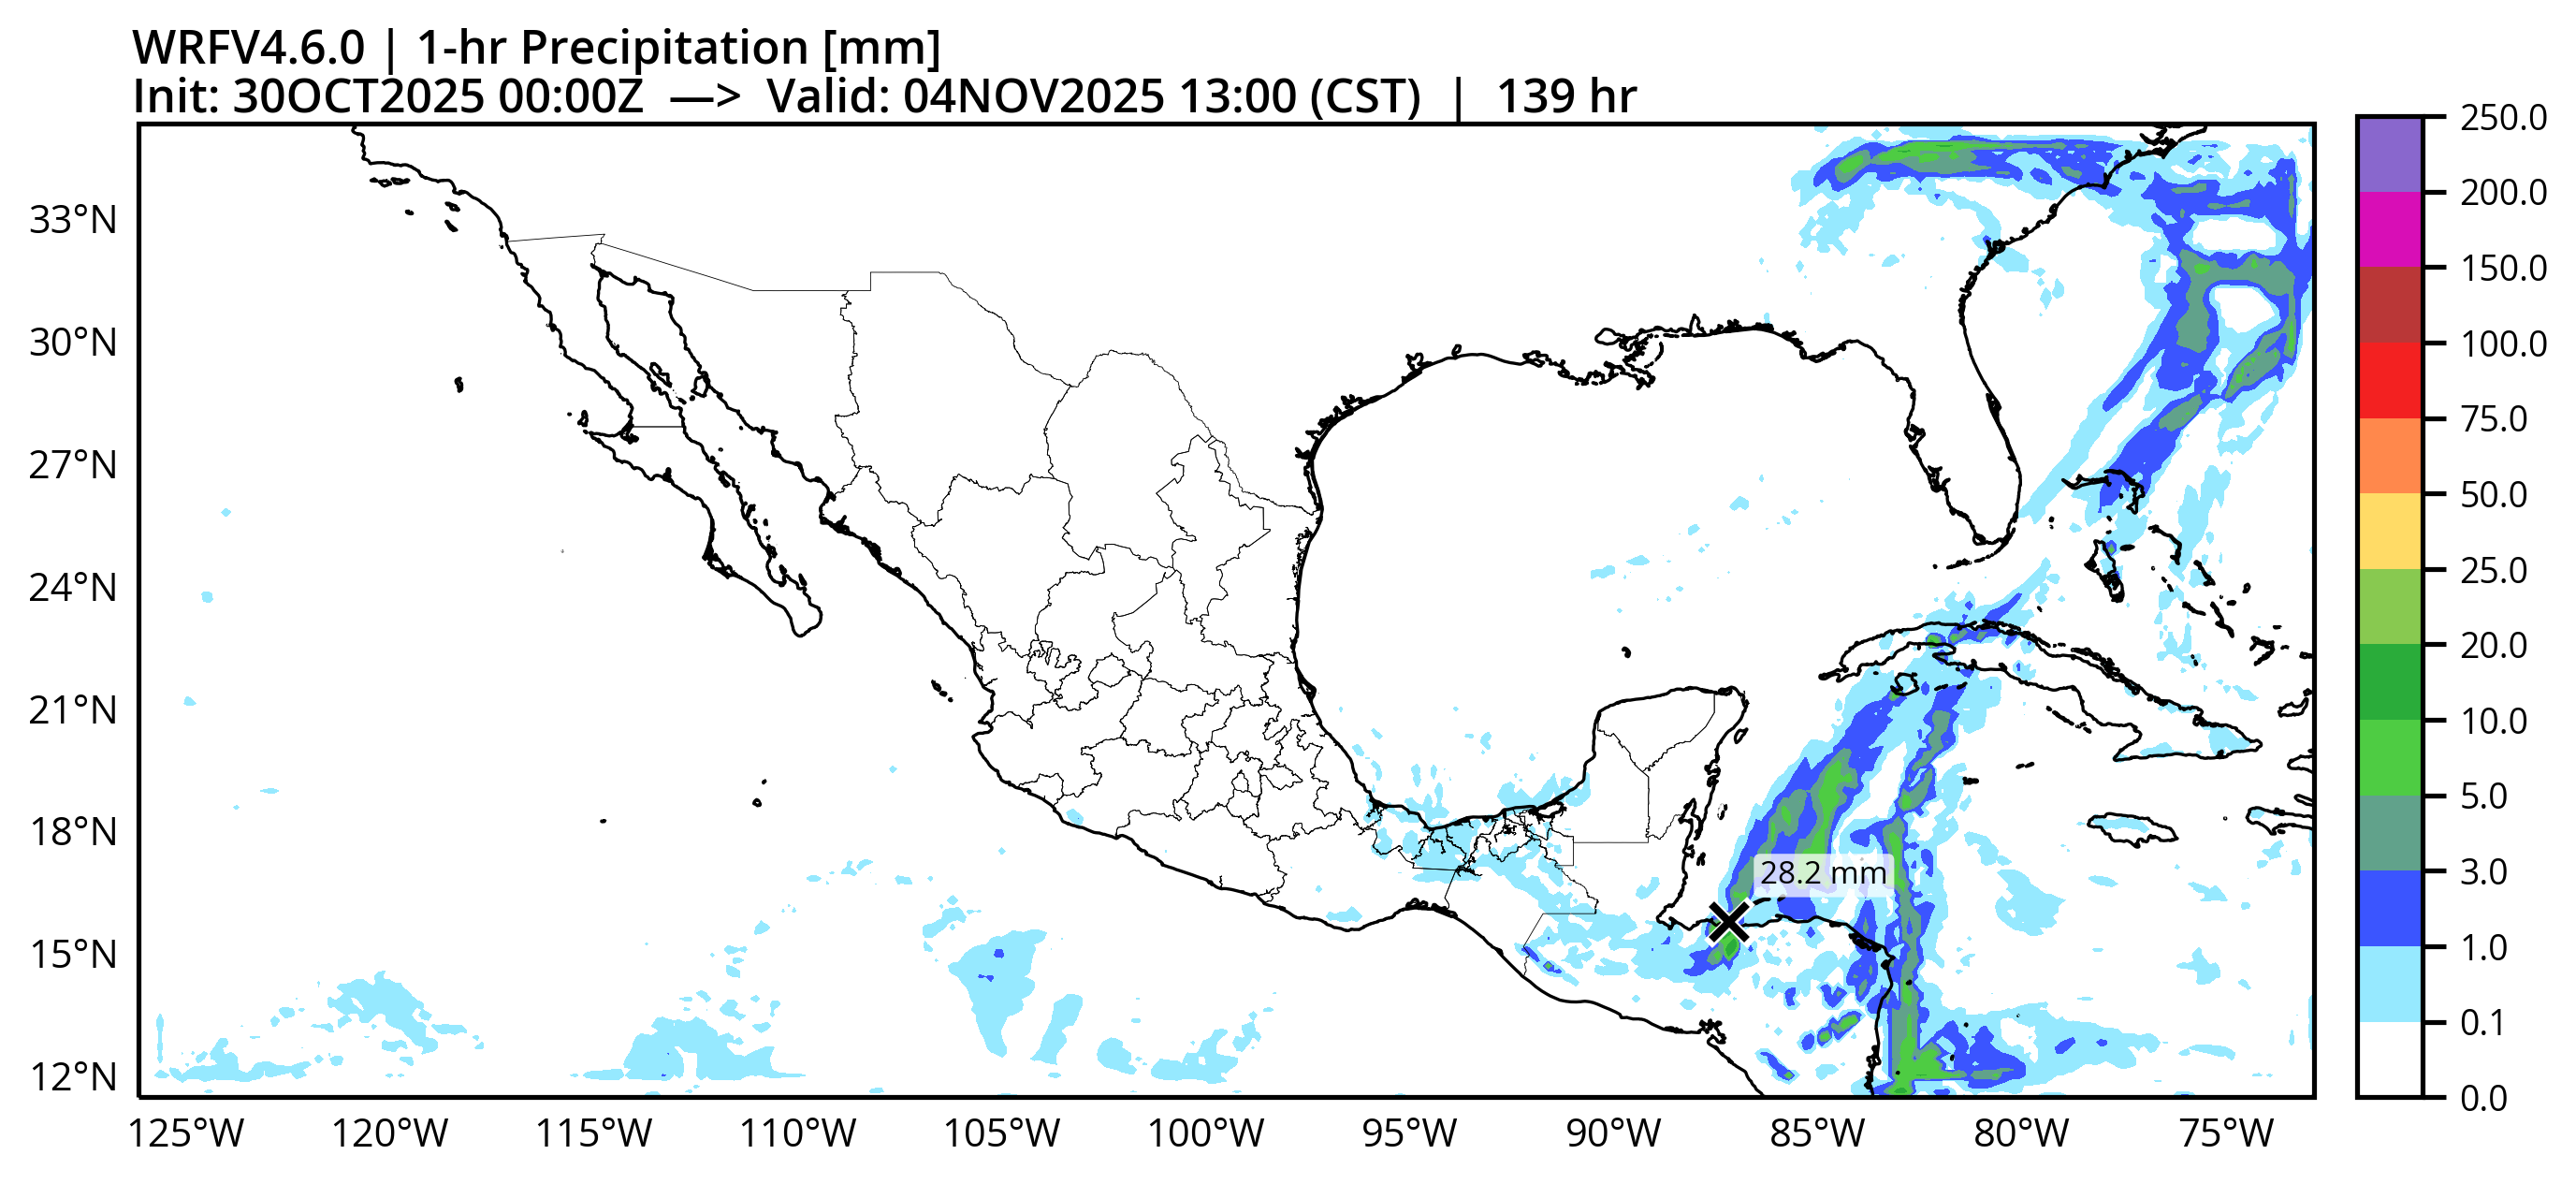 WRFV4.6.0 | 1-hr Precipitation [mm]
Init: 30OCT2025 00:00Z —> Valid: 04NOV2025 13:00 (CST) | 139 hr
33°N
30°N
27°N
24°N
21°N
18°N
15°N
12°N
28.2 mm
125°W
120°W
115°W
110°W
105°W
100°W
95°W
90°W
85°W
80°W
75°W
250.0
200.0
150.0
100.0
75.0
50.0
25.0
20.0
10.0
5.0
3.0
1.0
0.1
0.0